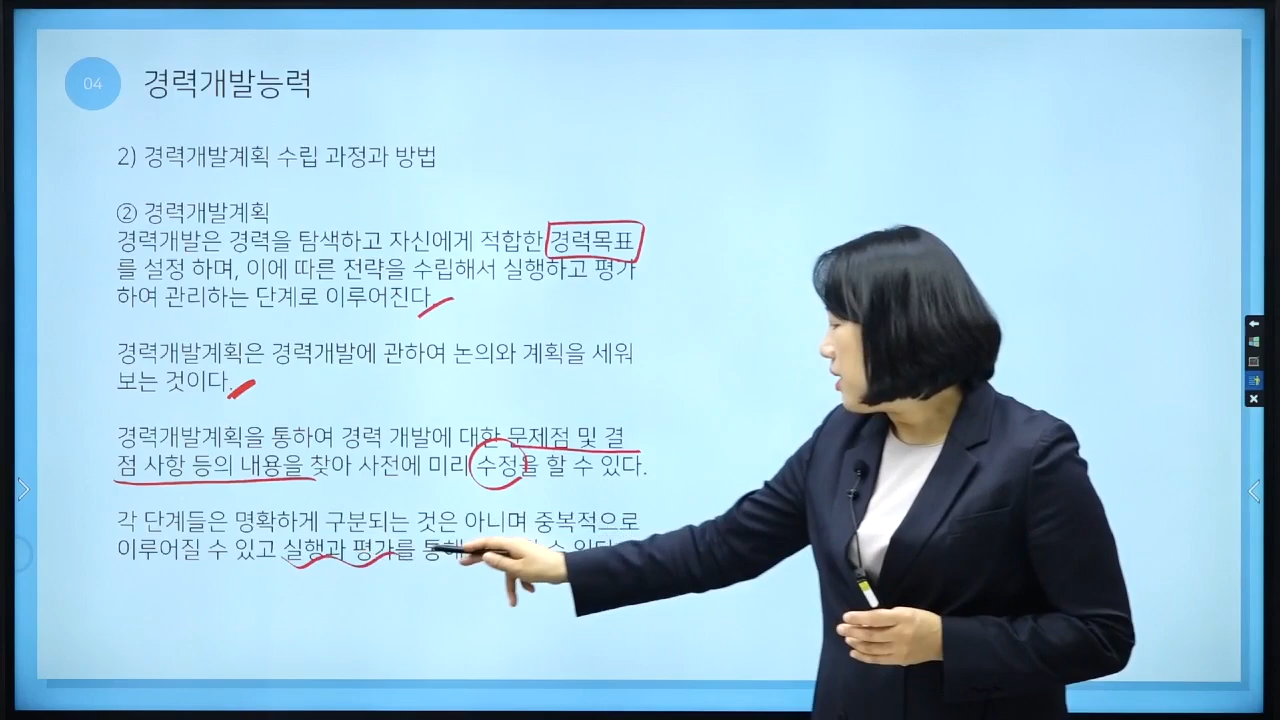 04
경력개발능력
2) 경력개발계획 수립 과정과 방법
② 경력개발계획
경력개발은 경력을 탐색하고 자신에게 적합한 경력목표
를 설정 하며, 이에 따른 전략을 수립해서 실행하고 평가
하여 관리하는 단계로 이루어진다.
경력개발계획은 경력개발에 관하여 논의와 계획을 세워
보는 것이다.
경력개발계획을 통하여 경력 개발에 대한 문제점 및 결
점 사항 등의 내용을 찾아 사전에 미리 수정을 할 수 있다.
각 단계들은 명확하게 구분되는 것은 아니며 중복적으로
이루어질 수 있고 실행과 평가를 통해 수 있다